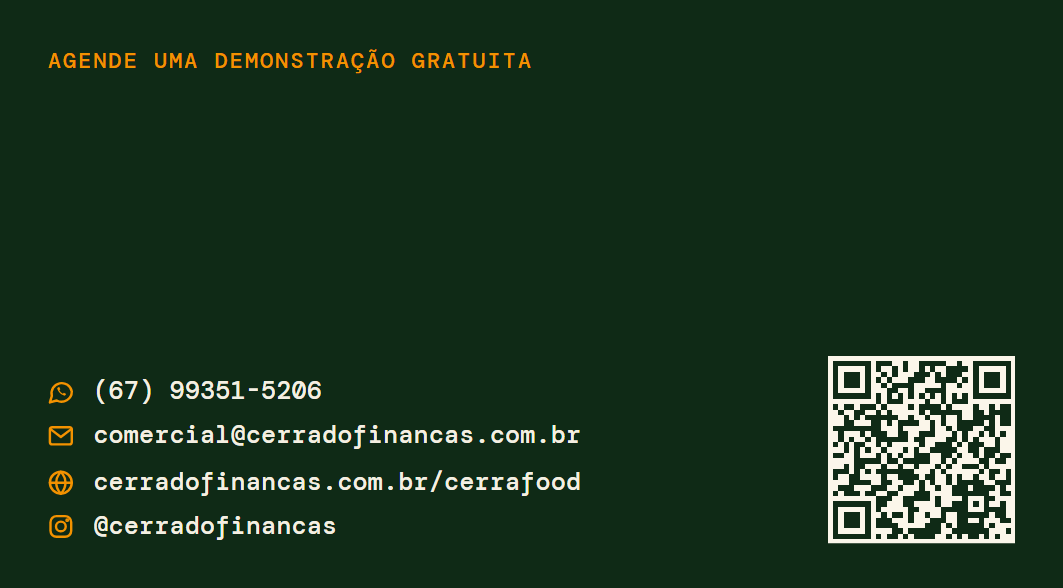 AGENDE UMA DEMONSTRAÇÃO GRATUITA
(67) 99351-5206
comercial@cerradofinancas.com.br
cerradofinancas.com.br/cerrafood
@cerradofinancas